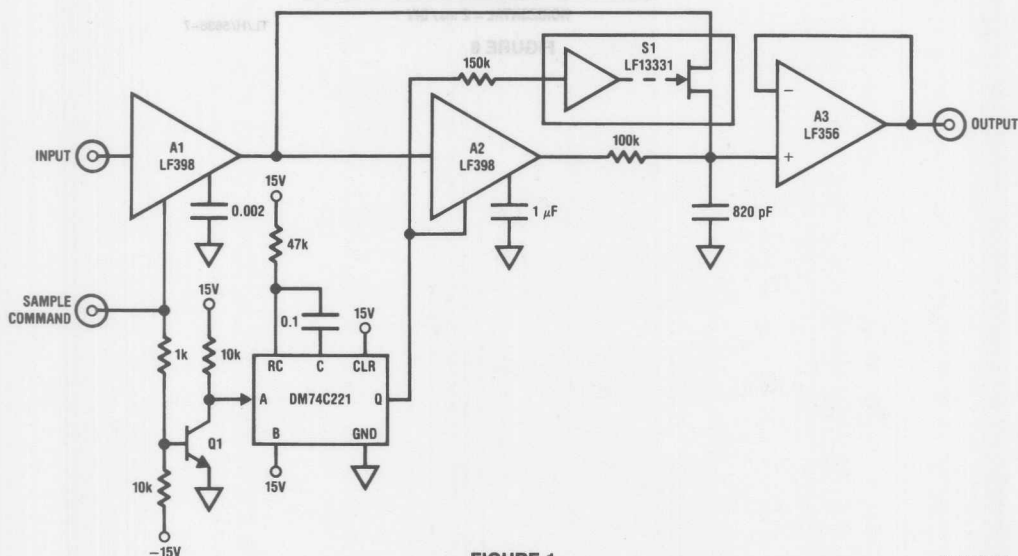 S1
LF13331
150k
A1
LF398
A2
LF398
A3
LF356
INPUT
OUTPUT
100k
15V
0.002
1 µF
820 pF
47k
SAMPLE
COMMAND
15V
0.1
15V
1k
10k
RC
C
CLR
A
DM74C221
Q
B
GND
Q1
10k
15V
−15V
FIGURE 1